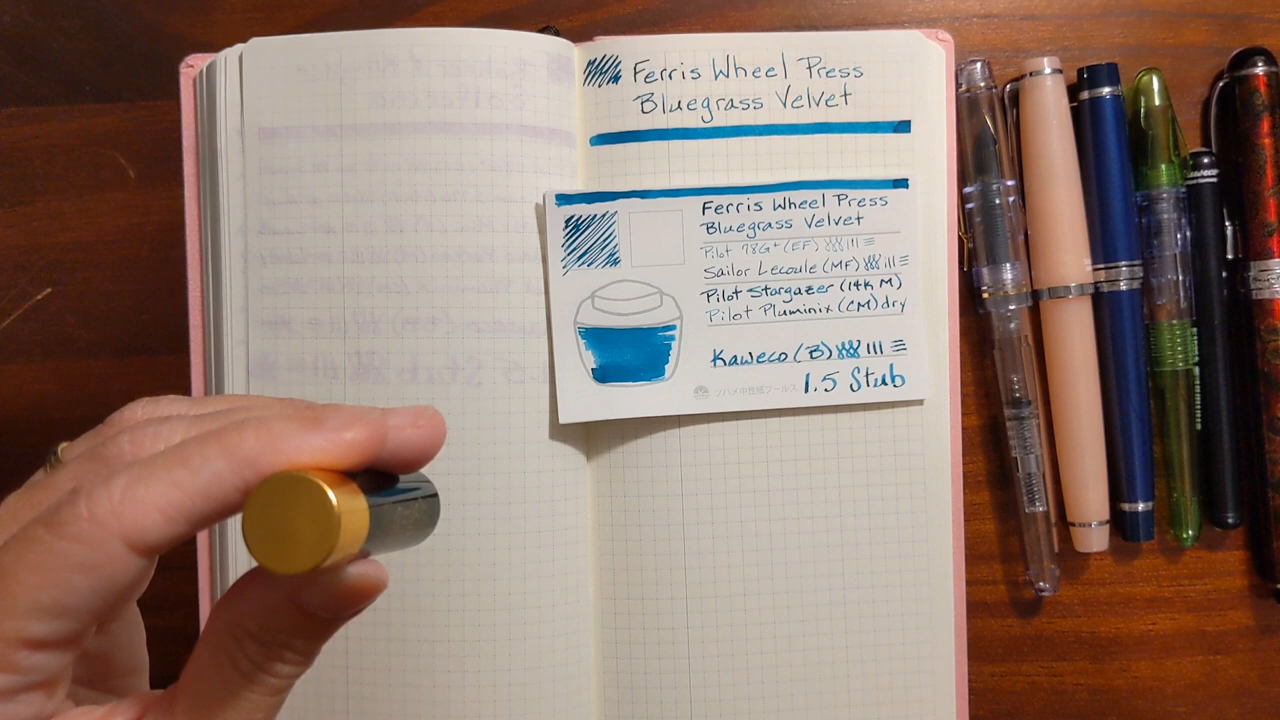 Ferris Wheel Press
Bluegrass Velvet
Ferris Wheel Press
Bluegrass Velvet
Pilot 78G+ (EF)
Sailor Lecoule (MF)
Pilot Stargazer (14k M)
Pilot Pluminix (CM) dry
Kaweco (B)
ツバメ中性紙フールス
1.5 Stub
Kaweco